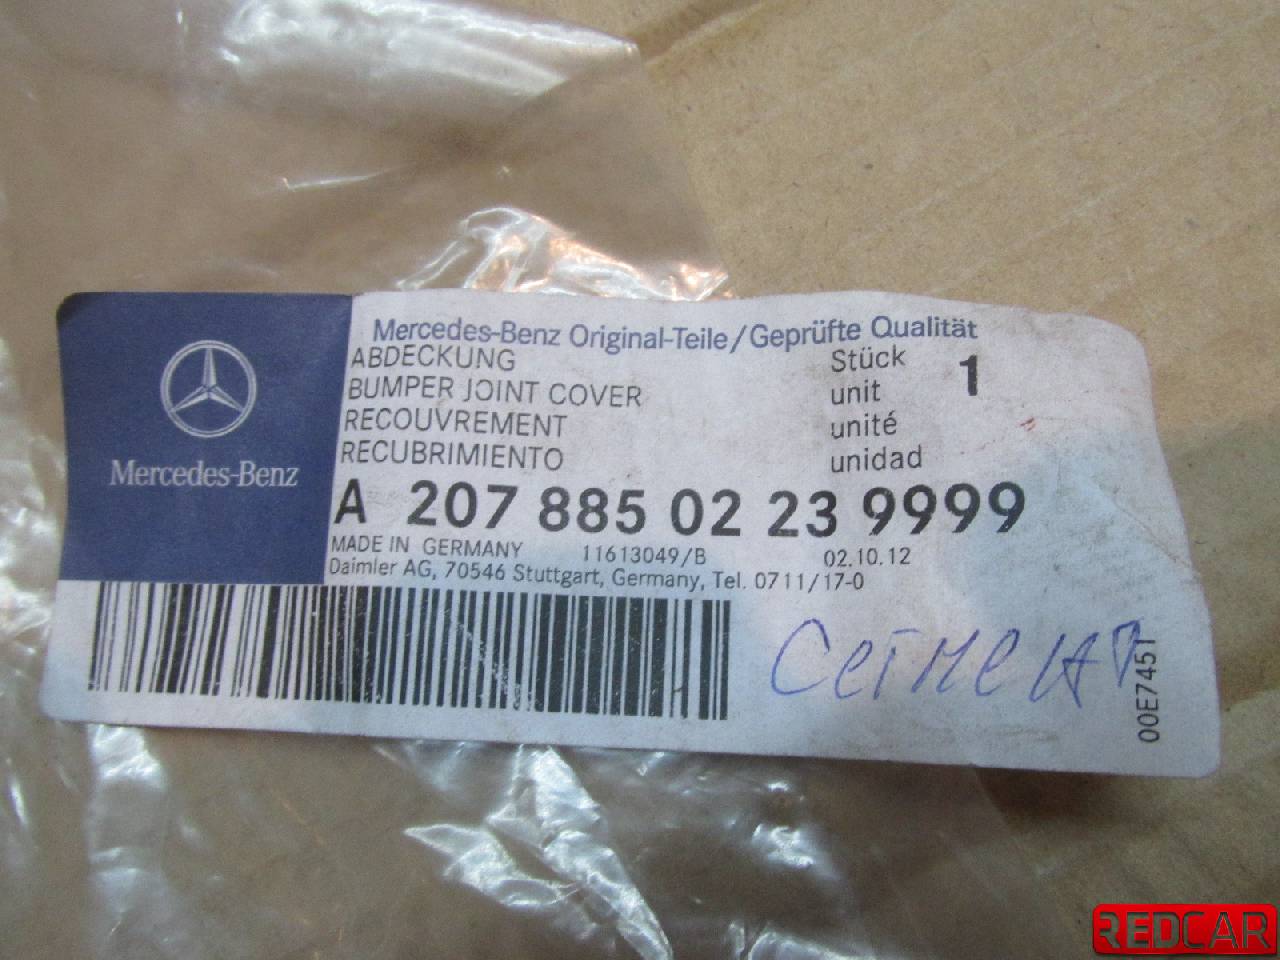 Mercedes-Benz
Mercedes-Benz Original-Teile/Geprüfte Qualität
ABDECKUNG
BUMPER JOINT COVER
RECOUVREMENT
RECUBRIMIENTO
Stück 1
unit
unité
unidad
A 207 885 02 23 9999
MADE IN GERMANY 11613049/B 02.10.12
Daimler AG, 70546 Stuttgart, Germany, Tel. 0711/17-0
Сегмент
00E7451
REDCAR